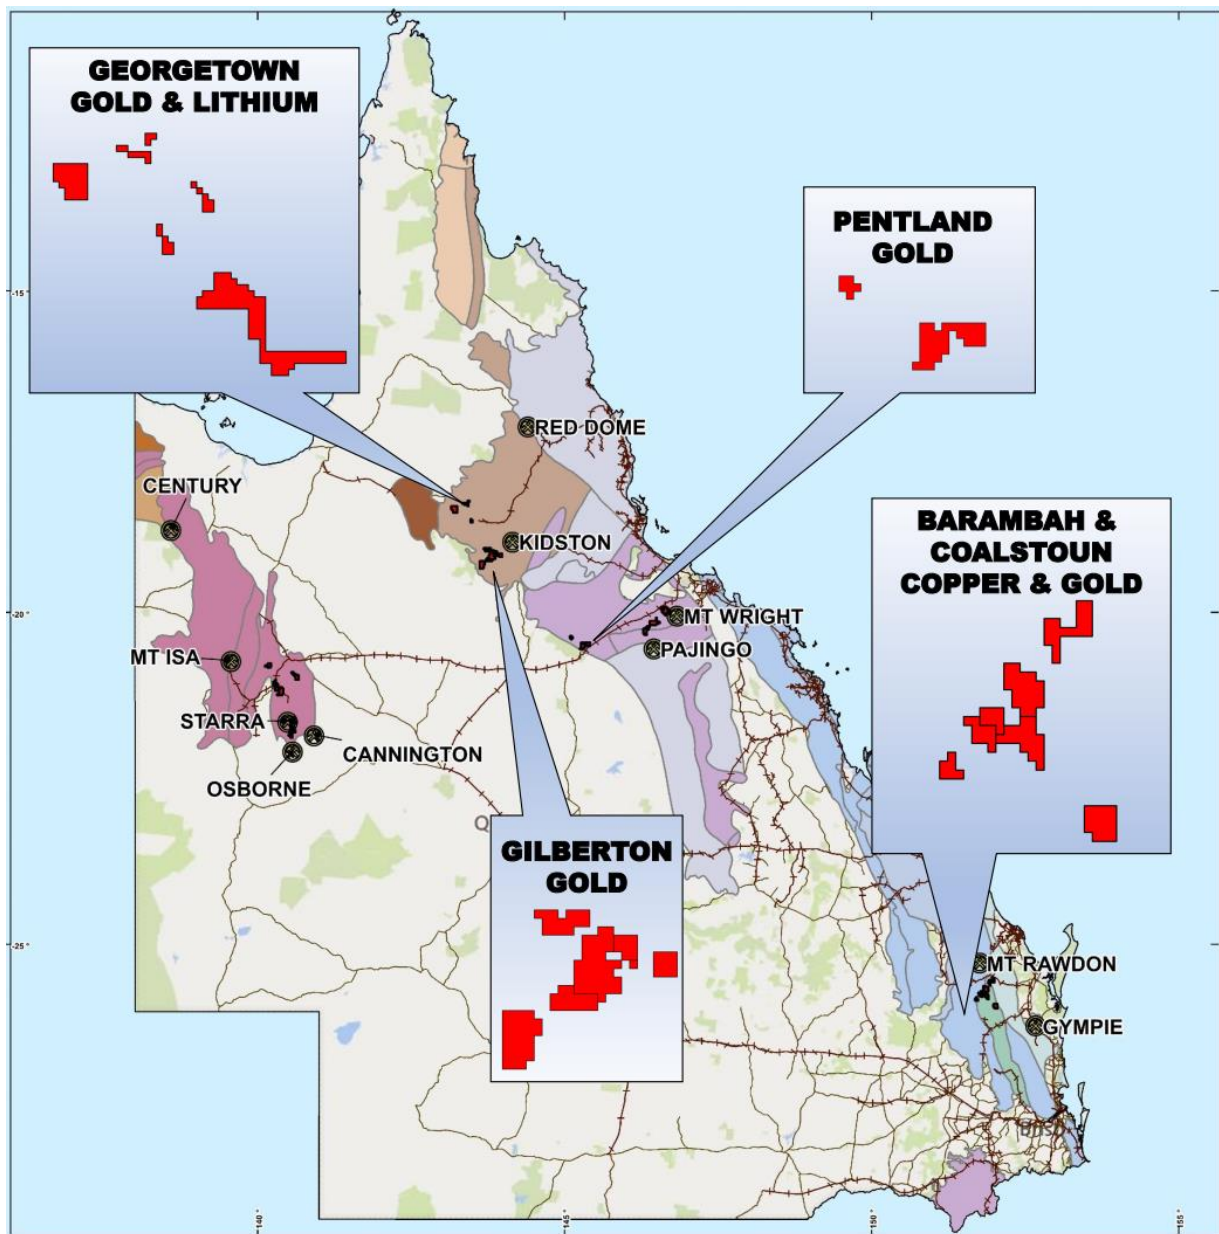 GEORGETOWN
GOLD & LITHIUM
PENTLAND
GOLD
-15
RED DOME
CENTURY
KIDSTON
BARAMBAH &
COALSTOUN
COPPER & GOLD
-20°
MT WRIGHT
MT ISA
PAJINGO
STARRA
CANNINGTON
OSBORNE
GILBERTON
GOLD
-25°
MT RAWDON
GYMPIE
140°
145°
150°
155°